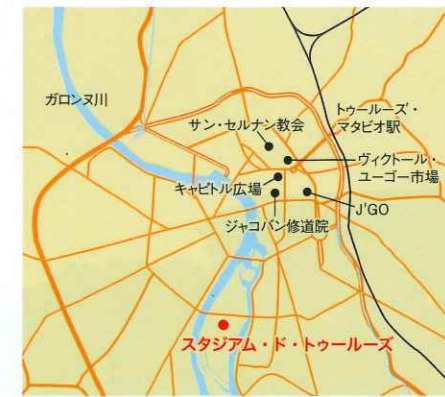 ガロンヌ川
トゥールーズ・
マタビオ駅
サン・セルナン教会
ヴィクトール・
ユーゴー市場
キャピトル広場
J'GO
ジャコバン修道院
スタジアム・ド・トゥールーズ